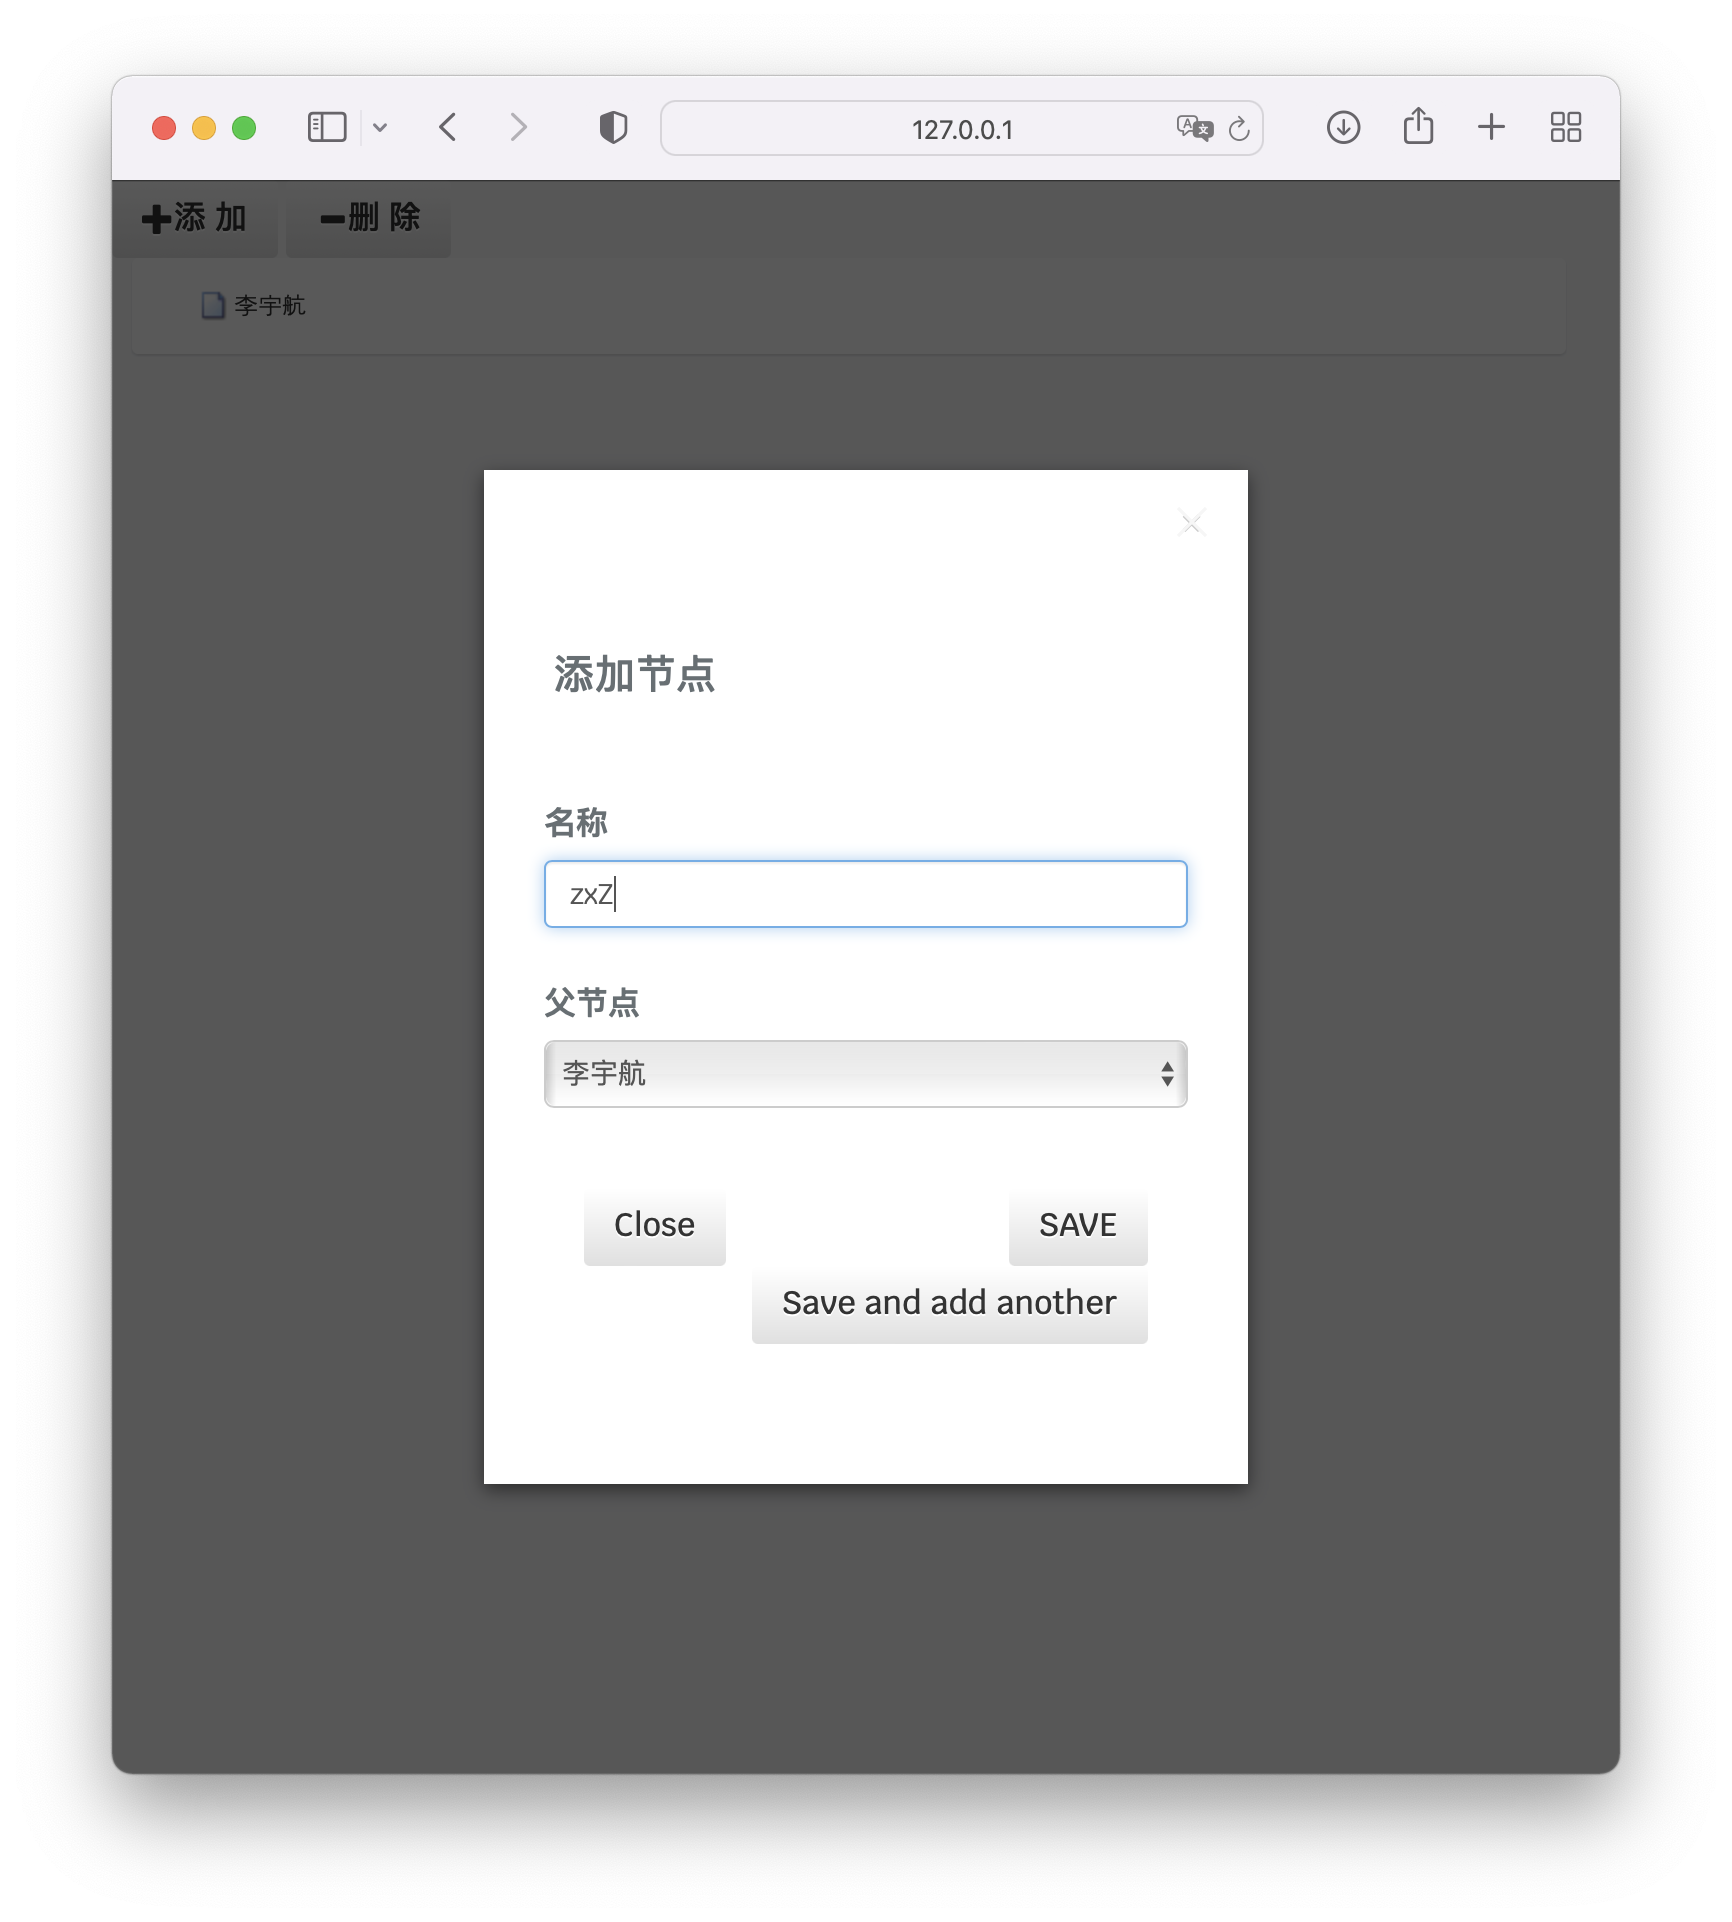 127.0.0.1
添 加
删 除
李宇航
添加节点
名称
zxZ
父节点
李宇航
Close
SAVE
Save and add another